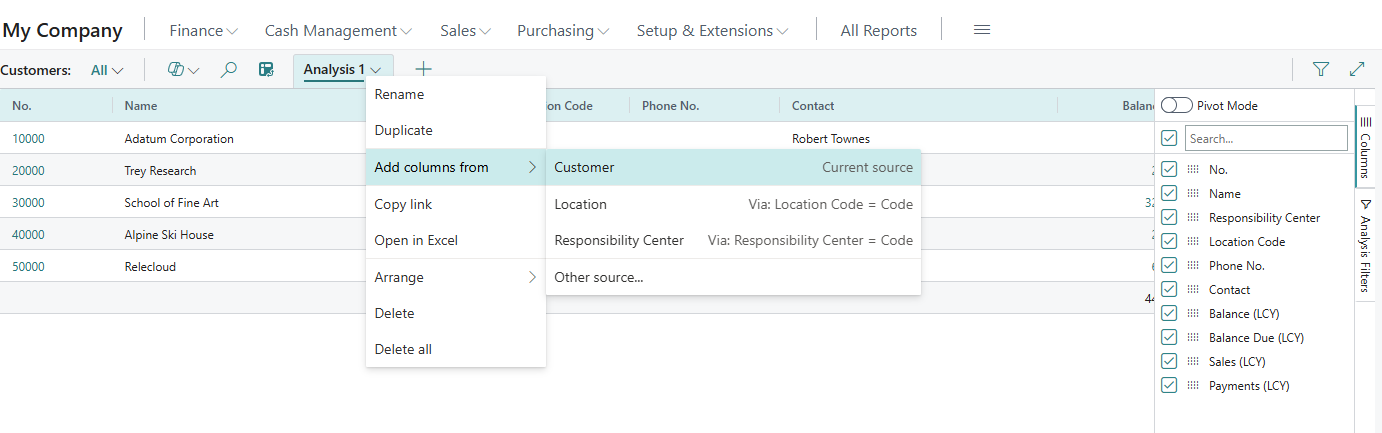 My Company Finance Cash Management Sales Purchasing Setup & Extensions All Reports
Customers: All Analysis 1
No. Name on Code Phone No. Contact Balanc
Rename
Duplicate
Add columns from
Copy link
Open in Excel
Arrange
Delete
Delete all
Customer Current source
Location Via: Location Code = Code
Responsibility Center Via: Responsibility Center = Code
Other source...
10000 Adatum Corporation Robert Townes
20000 Trey Research
30000 School of Fine Art 32
40000 Alpine Ski House
50000 Relecloud
44
Pivot Mode
Search...
No.
Name
Responsibility Center
Location Code
Phone No.
Contact
Balance (LCY)
Balance Due (LCY)
Sales (LCY)
Payments (LCY)
Columns
Analysis Filters